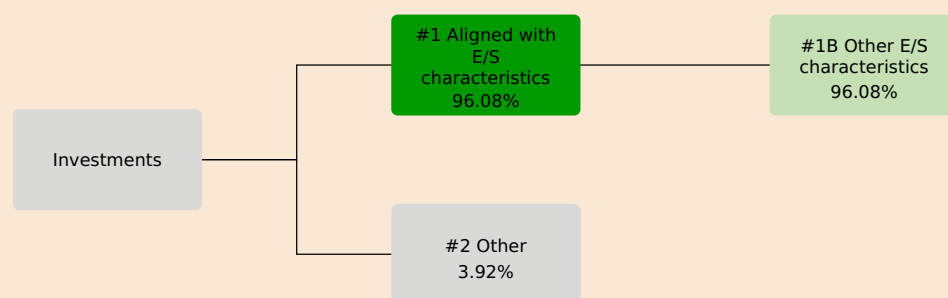 #1 Aligned with
E/S
characteristics
96.08%
#1B Other E/S
characteristics
96.08%
Investments
#2 Other
3.92%